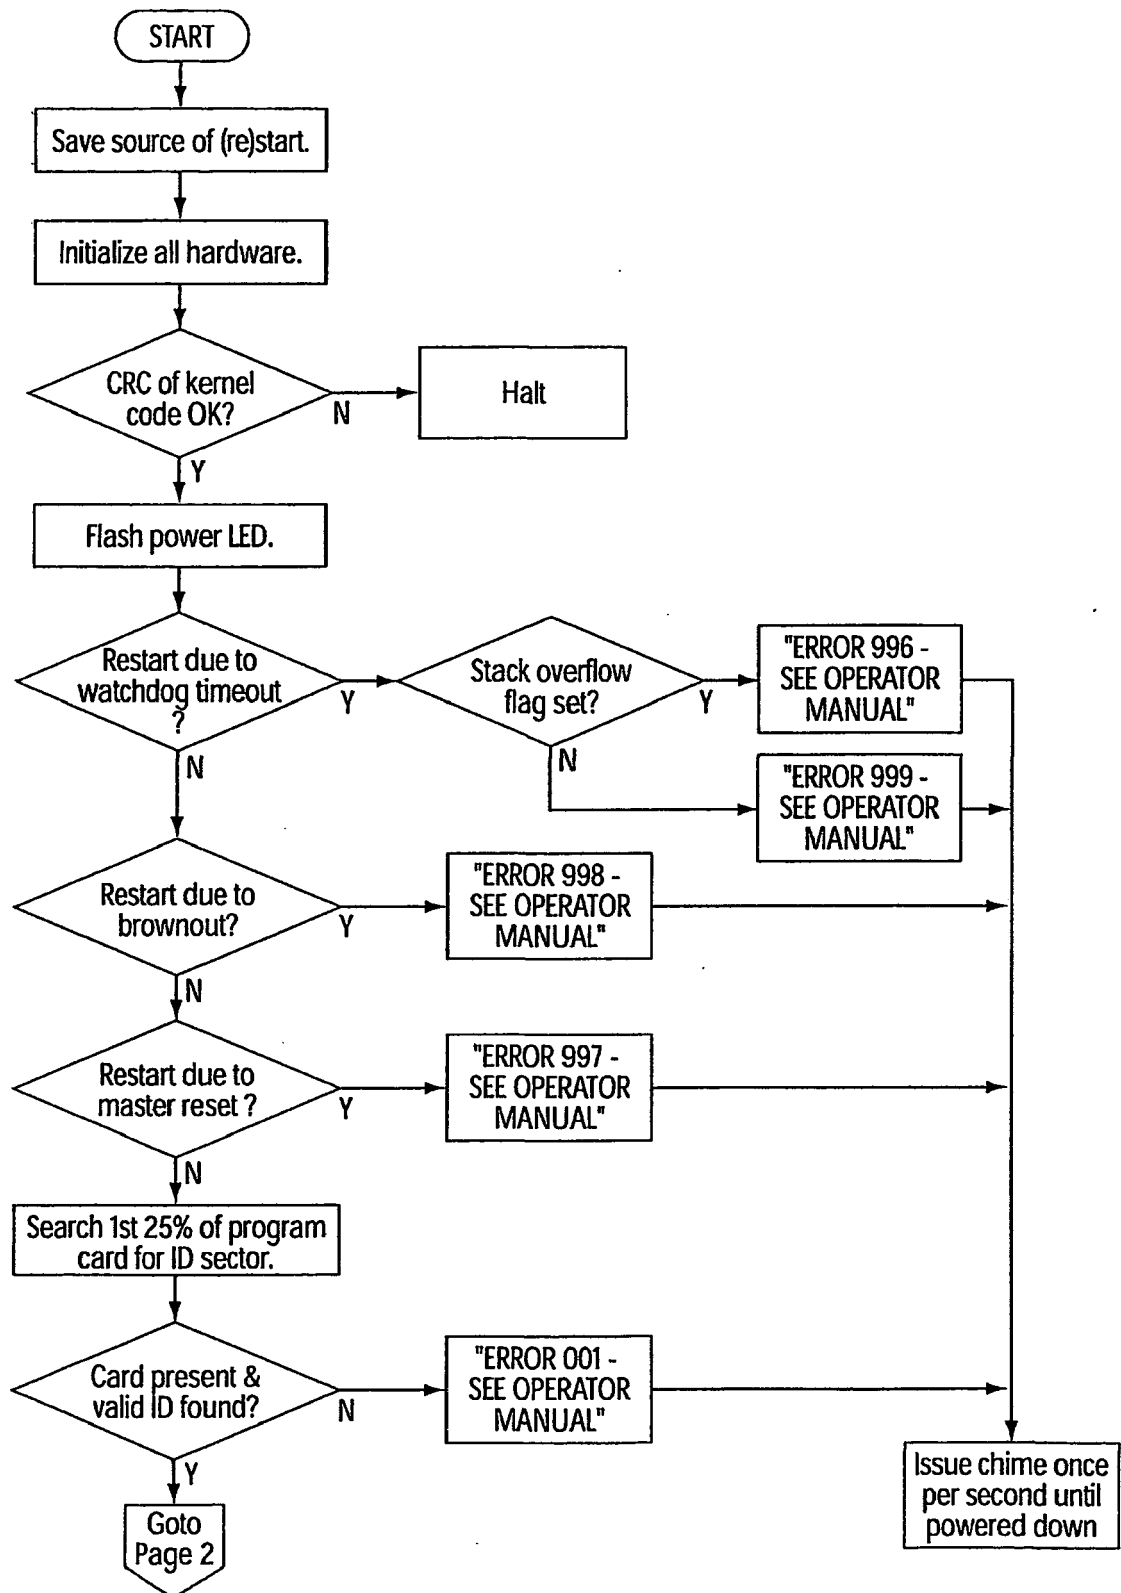 START
Save source of (re)start.
Initialize all hardware.
CRC of kernel
code OK?
N
Halt
Y
Flash power LED.
Restart due to
watchdog timeout
?
Y
Stack overflow
flag set?
Y
"ERROR 996 -
SEE OPERATOR
MANUAL"
N
N
"ERROR 999 -
SEE OPERATOR
MANUAL"
Restart due to
brownout?
Y
"ERROR 998 -
SEE OPERATOR
MANUAL"
N
Restart due to
master reset ?
Y
"ERROR 997 -
SEE OPERATOR
MANUAL"
N
Search 1st 25% of program
card for ID sector.
Card present &
valid ID found?
N
"ERROR 001 -
SEE OPERATOR
MANUAL"
Y
Goto
Page 2
Issue chime once
per second until
powered down